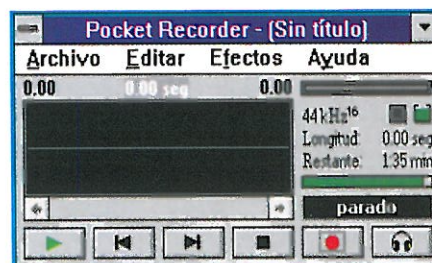 Pocket Recorder - (Sin título)
Archivo Editar Efectos Ayuda
0.00 0.00 seg 0.00
44kHz16
Longitud: 0.00 seg
Restante: 1:35 min
parado